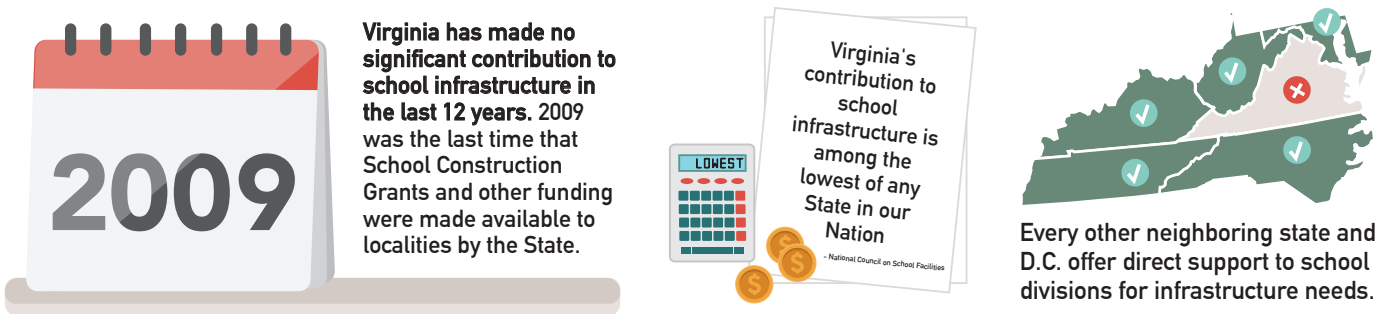 2009
Virginia has made no
significant contribution to
school infrastructure in
the last 12 years. 2009
was the last time that
School Construction
Grants and other funding
were made available to
localities by the State.
LOWEST
Virginia's
contribution to
school
infrastructure is
among the
lowest of any
State in our
Nation
- National Council on School Facilities
$
$
$
Every other neighboring state and
D.C. offer direct support to school
divisions for infrastructure needs.